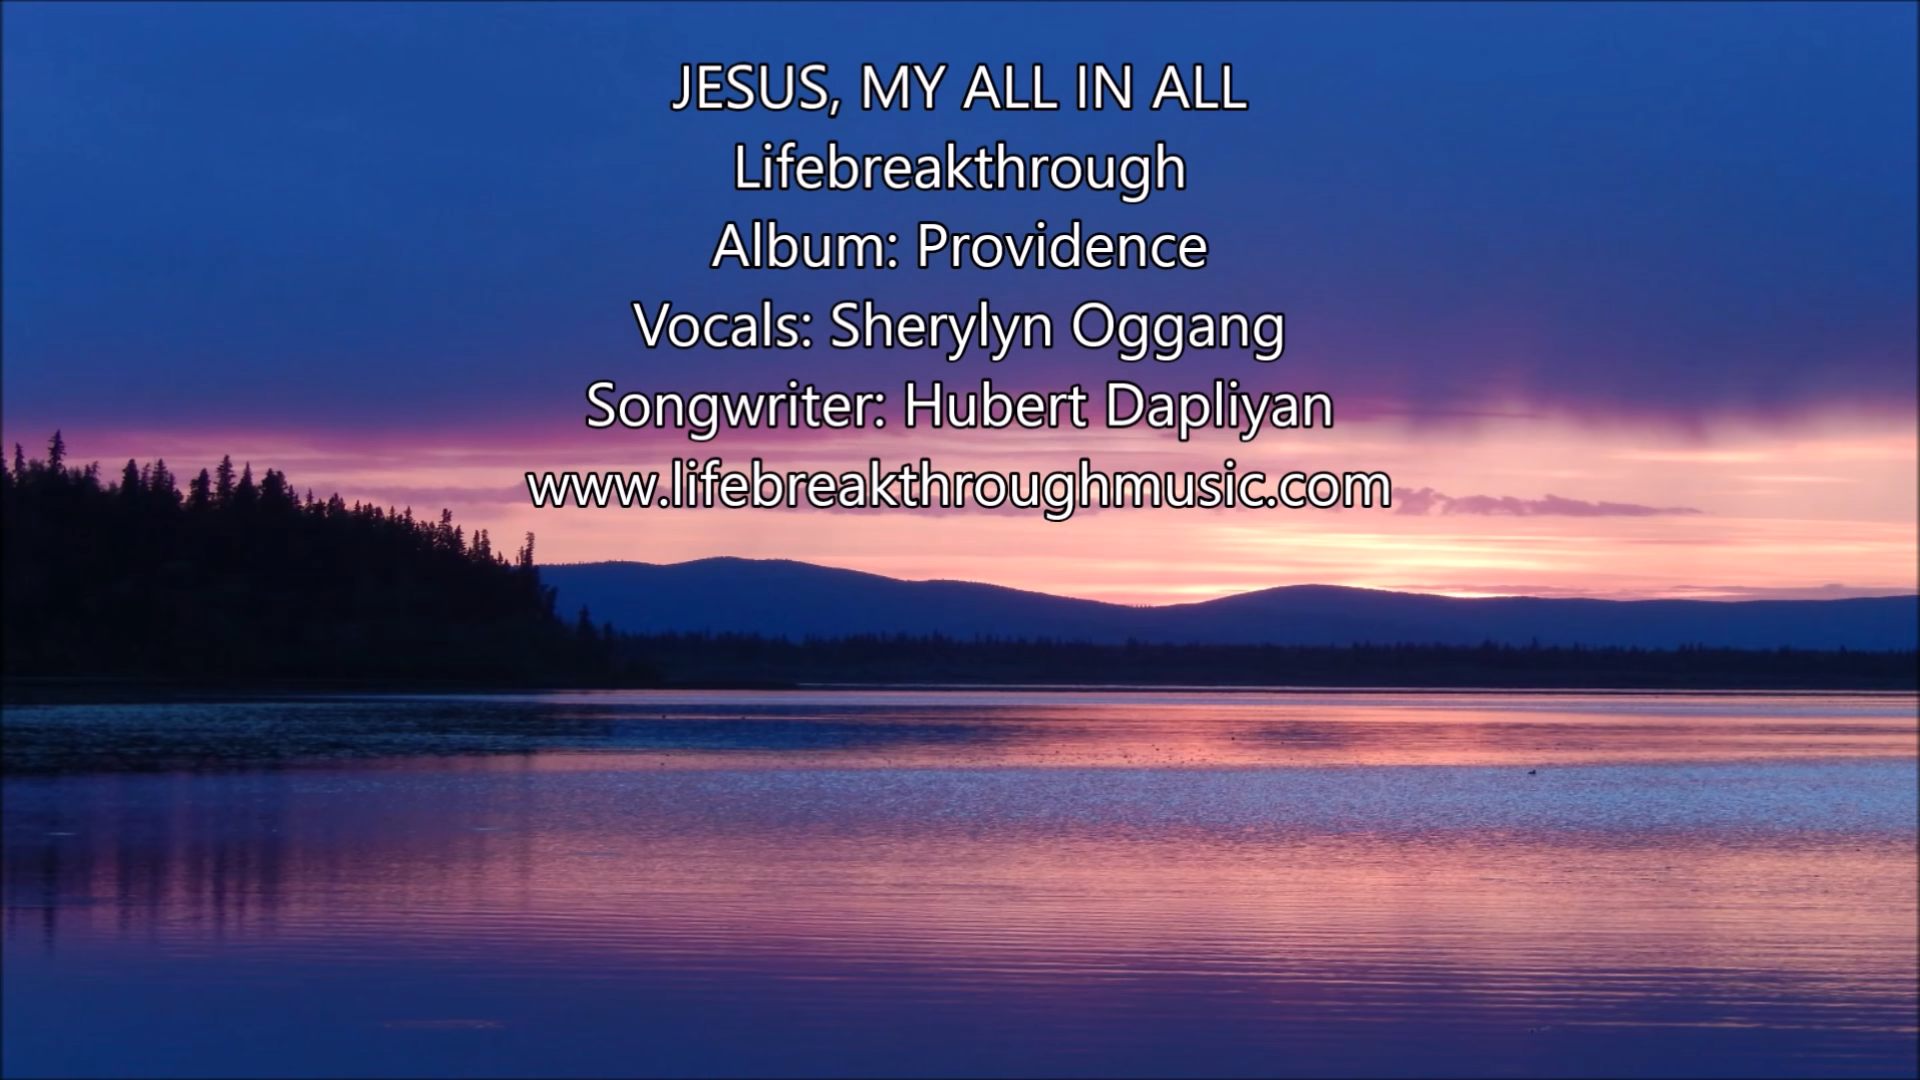 JESUS, MY ALL IN ALL
Lifebreakthrough
Album: Providence
Vocals: Sherylyn Oggang
Songwriter: Hubert Dapliyan
www.lifebreakthroughmusic.com